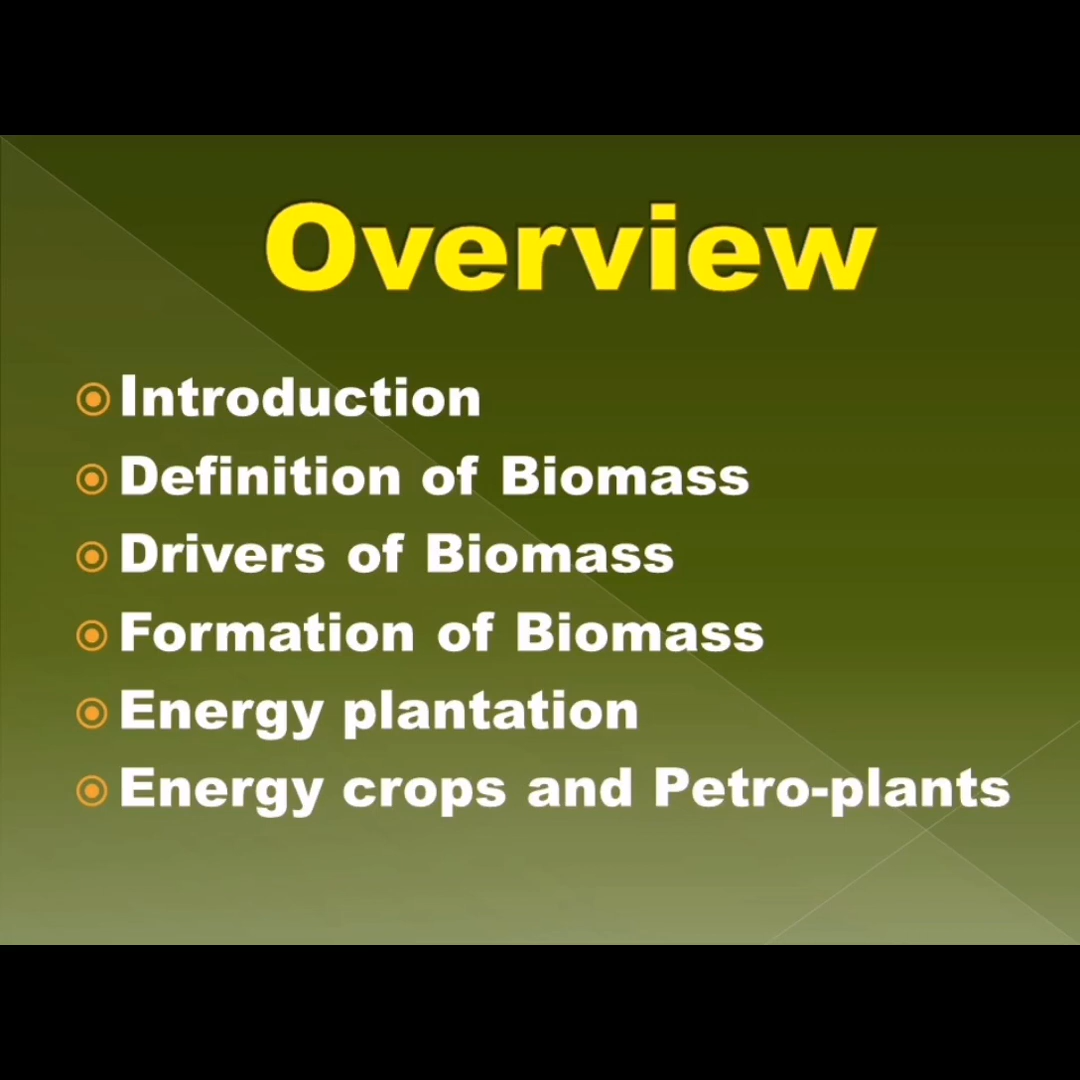 Overview
Introduction
Definition of Biomass
Drivers of Biomass
Formation of Biomass
Energy plantation
Energy crops and Petro-plants